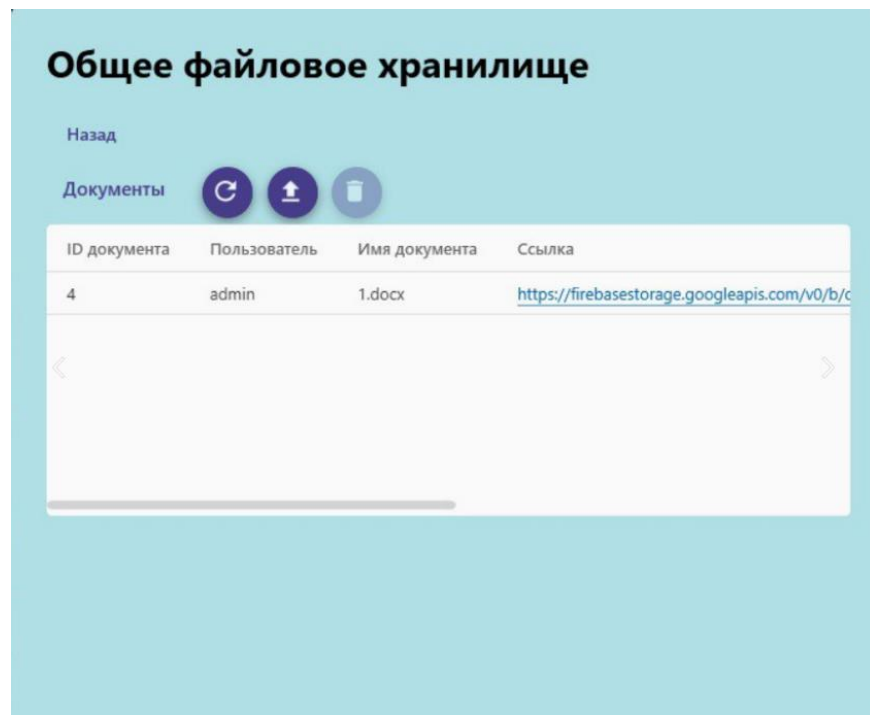 Общее файловое хранилище
Назад
Документы
ID документа Пользователь Имя документа Ссылка
4 admin 1.docx https://firebasestorage.googleapis.com/v0/b/c